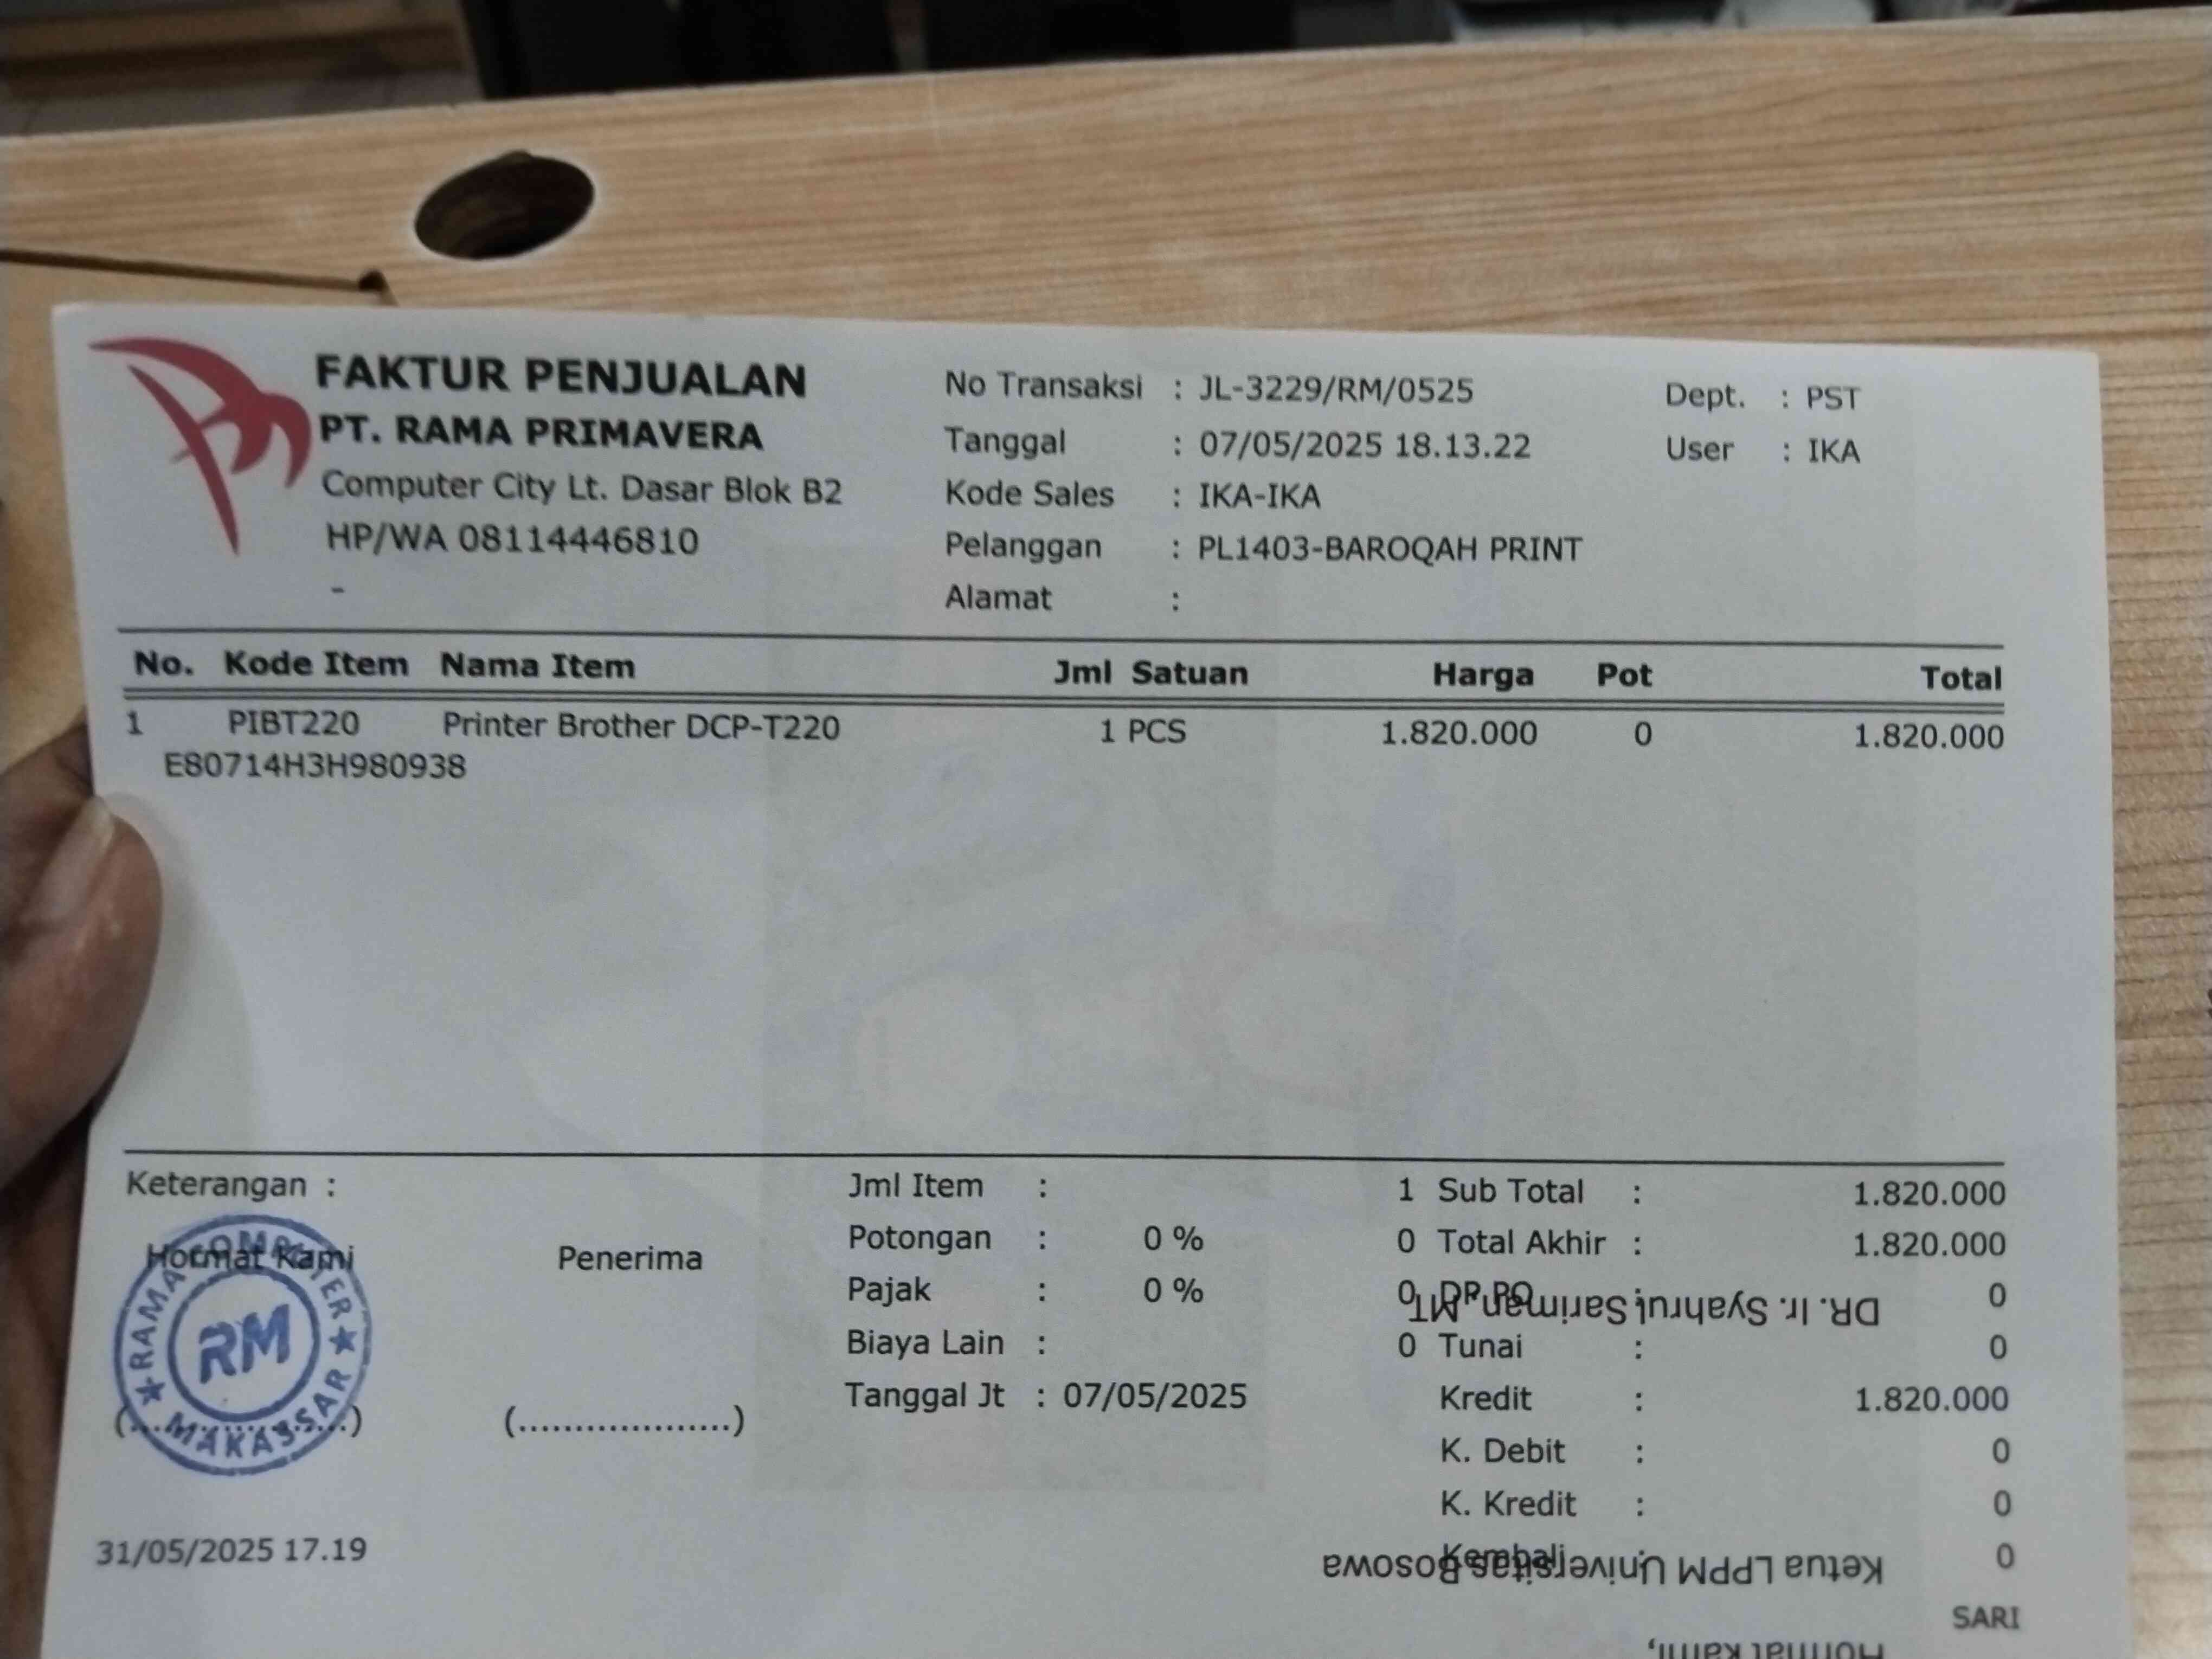 FAKTUR PENJUALAN
PT. RAMA PRIMAVERA
Computer City Lt. Dasar Blok B2
HP/WA 08114446810
-
No Transaksi : JL-3229/RM/0525
Tanggal : 07/05/2025 18.13.22
Kode Sales : IKA-IKA
Pelanggan : PL1403-BAROQAH PRINT
Alamat :
Dept. : PST
User : IKA
No. Kode Item Nama Item Jml Satuan Harga Pot Total
1 PIBT220 Printer Brother DCP-T220 1 PCS 1.820.000 0 1.820.000
E80714H3H980938
Keterangan :
Hormat Kami
Penerima
(...................) (...................)
RAMA COMPUTER
RM
MAKASSAR
31/05/2025 17.19
Jml Item : 1
Potongan : 0 % 0
Pajak : 0 % 0
Biaya Lain : 0
Tanggal Jt : 07/05/2025
Sub Total : 1.820.000
Total Akhir : 1.820.000
DP PO : 0
Tunai : 0
Kredit : 1.820.000
K. Debit : 0
K. Kredit : 0
Kembali : 0
SARI
Hormat kami,
Ketua LPPM Universitas Bosowa
DR. Ir. Syahrul Sariman, MT